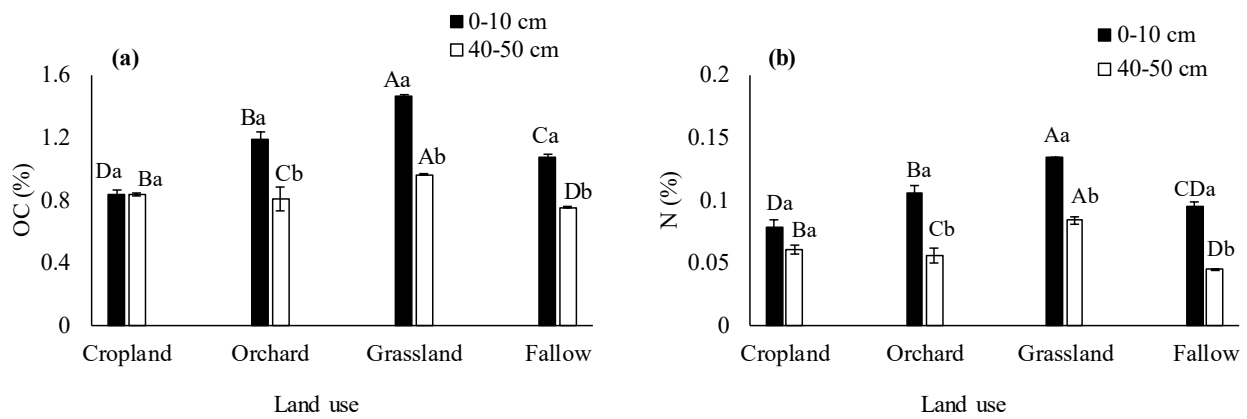 (a)
0-10 cm
40-50 cm
OC (%)
1.6
1.2
0.8
0.4
0
Da
Ba
Ba
Cb
Aa
Ab
Ca
Db
Cropland
Orchard
Grassland
Fallow
Land use
(b)
0-10 cm
40-50 cm
N (%)
0.2
0.15
0.1
0.05
0
Da
Ba
Ba
Cb
Aa
Ab
CDa
Db
Cropland
Orchard
Grassland
Fallow
Land use